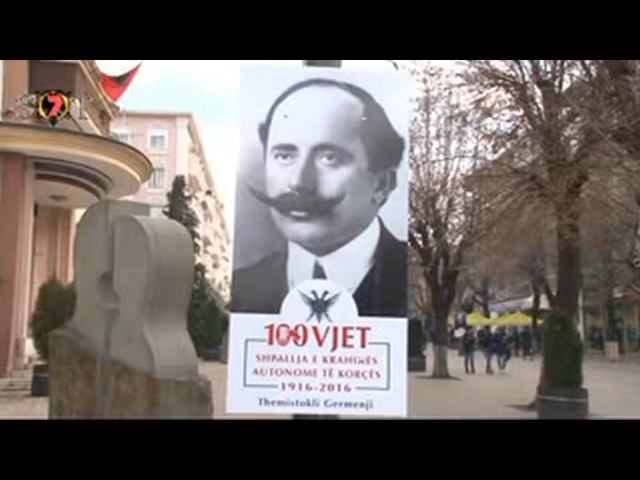 100 VJET
SHPALLJA E KRAHINËS
AUTONOME TË KORÇËS
1916-2016
Themistokli Germenji